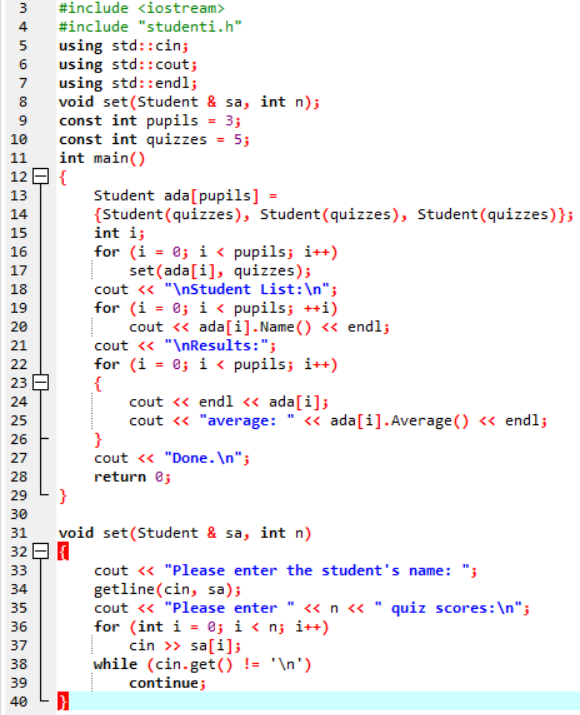 3 #include <iostream>
4 #include "studenti.h"
5 using std::cin;
6 using std::cout;
7 using std::endl;
8 void set(Student & sa, int n);
9 const int pupils = 3;
10 const int quizzes = 5;
11 int main()
12 {
13     Student ada[pupils] =
14     {Student(quizzes), Student(quizzes), Student(quizzes)};
15     int i;
16     for (i = 0; i < pupils; i++)
17         set(ada[i], quizzes);
18     cout << "\nStudent List:\n";
19     for (i = 0; i < pupils; ++i)
20         cout << ada[i].Name() << endl;
21     cout << "\nResults:";
22     for (i = 0; i < pupils; i++)
23     {
24         cout << endl << ada[i];
25         cout << "average: " << ada[i].Average() << endl;
26     }
27     cout << "Done.\n";
28     return 0;
29 }
30
31 void set(Student & sa, int n)
32 {
33     cout << "Please enter the student's name: ";
34     getline(cin, sa);
35     cout << "Please enter " << n << " quiz scores:\n";
36     for (int i = 0; i < n; i++)
37         cin >> sa[i];
38     while (cin.get() != '\n')
39         continue;
40 }